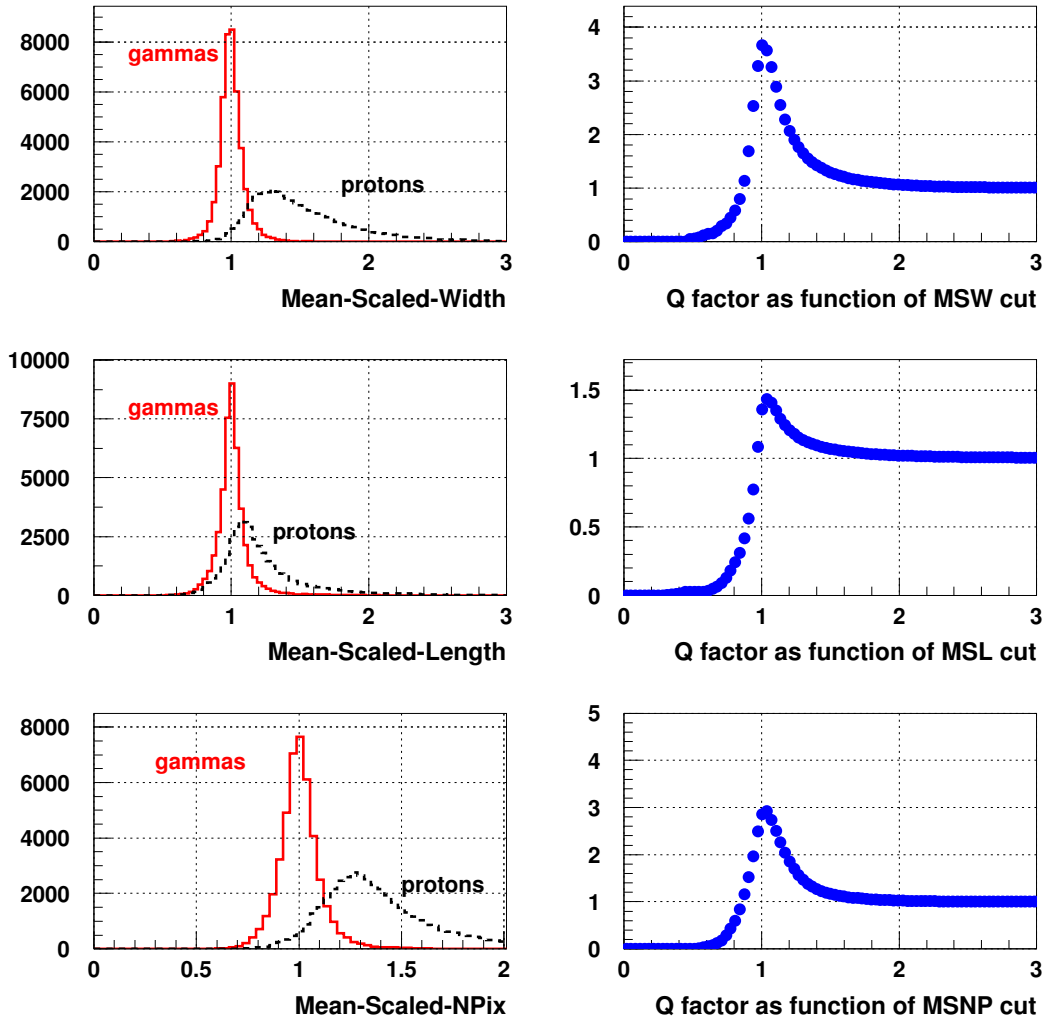 8000
6000
4000
2000
0
gammas
protons
0 1 2 3
Mean-Scaled-Width
4
3
2
1
0
0 1 2 3
Q factor as function of MSW cut
10000
7500
5000
2500
0
gammas
protons
0 1 2 3
Mean-Scaled-Length
1.5
1
0.5
0
0 1 2 3
Q factor as function of MSL cut
8000
6000
4000
2000
0
gammas
protons
0 0.5 1 1.5 2
Mean-Scaled-NPix
5
4
3
2
1
0
0 1 2 3
Q factor as function of MSNP cut